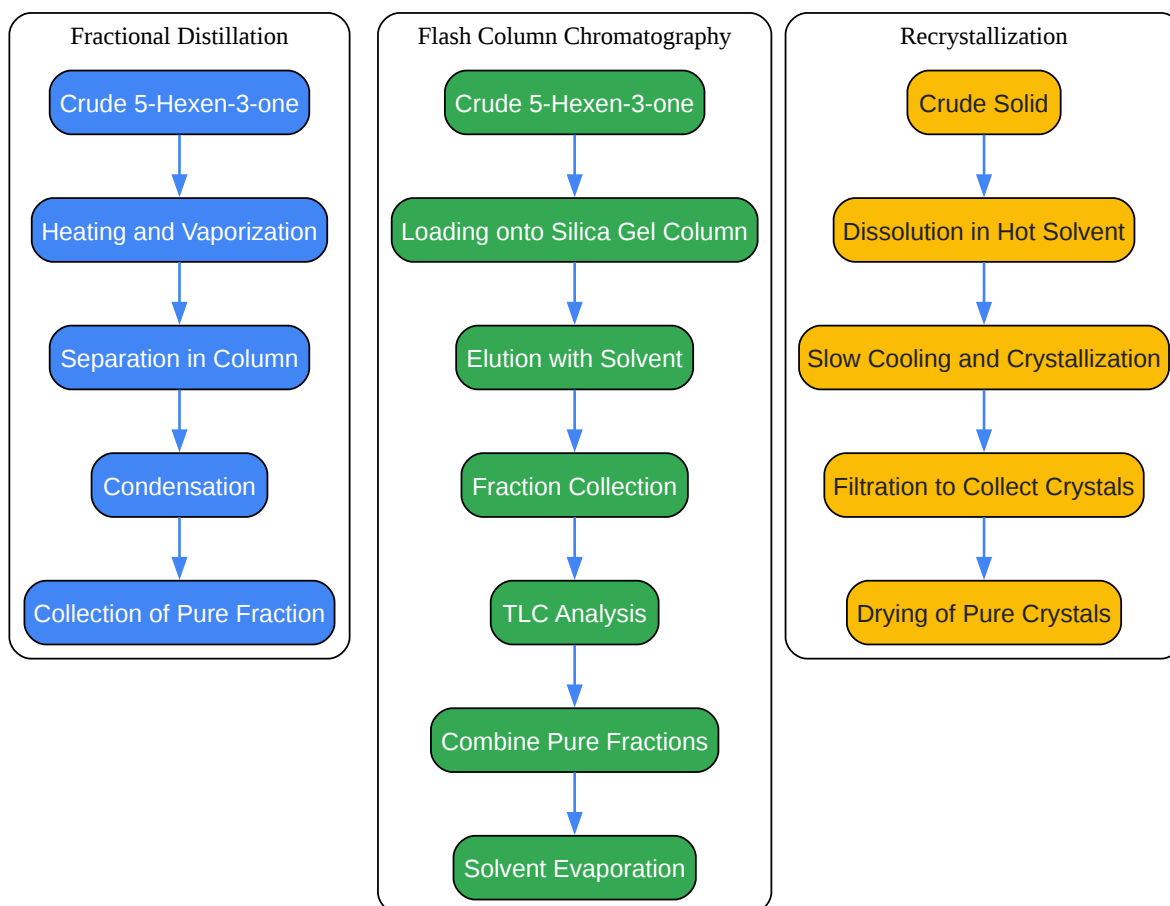 Fractional Distillation
Crude 5-Hexen-3-one
Heating and Vaporization
Separation in Column
Condensation
Collection of Pure Fraction
Flash Column Chromatography
Crude 5-Hexen-3-one
Loading onto Silica Gel Column
Elution with Solvent
Fraction Collection
TLC Analysis
Combine Pure Fractions
Solvent Evaporation
Recrystallization
Crude Solid
Dissolution in Hot Solvent
Slow Cooling and Crystallization
Filtration to Collect Crystals
Drying of Pure Crystals